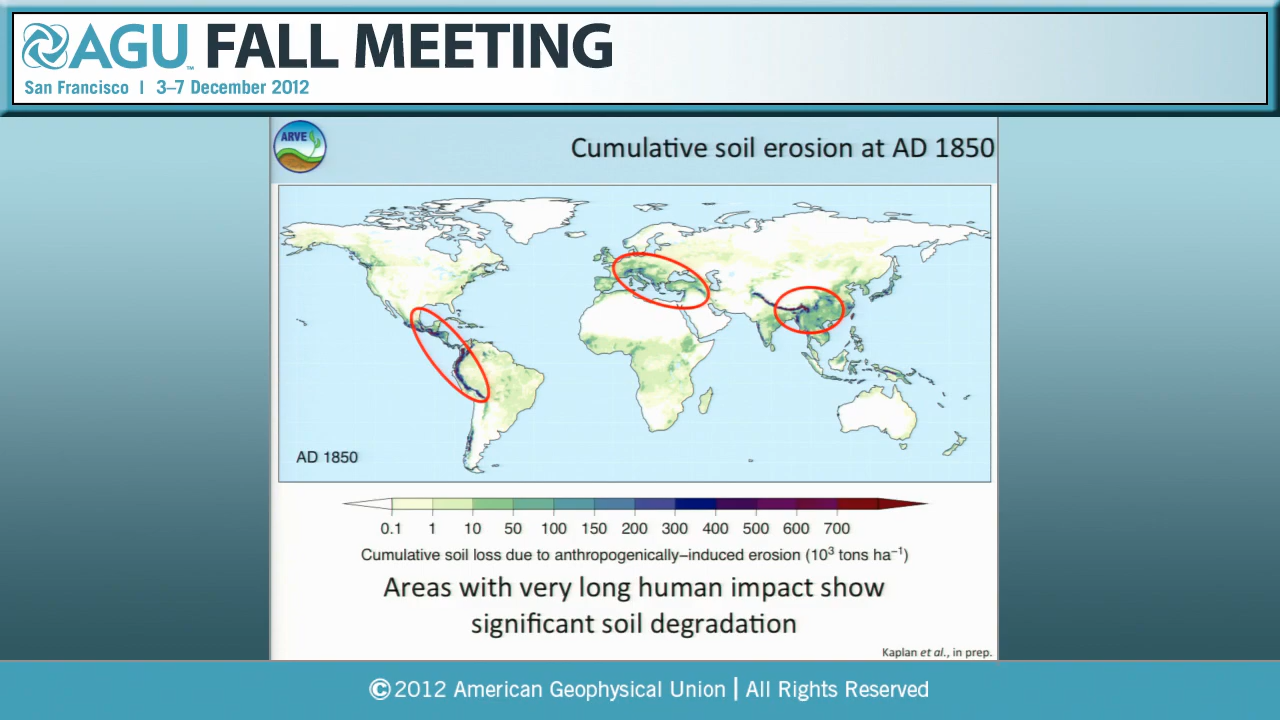 AGU™ FALL MEETING
San Francisco | 3–7 December 2012
ARVE
Cumulative soil erosion at AD 1850
AD 1850
0.1 1 10 50 100 150 200 300 400 500 600 700
Cumulative soil loss due to anthropogenically–induced erosion (10³ tons ha⁻¹)
Areas with very long human impact show
significant soil degradation
Kaplan et al., in prep.
©2012 American Geophysical Union | All Rights Reserved